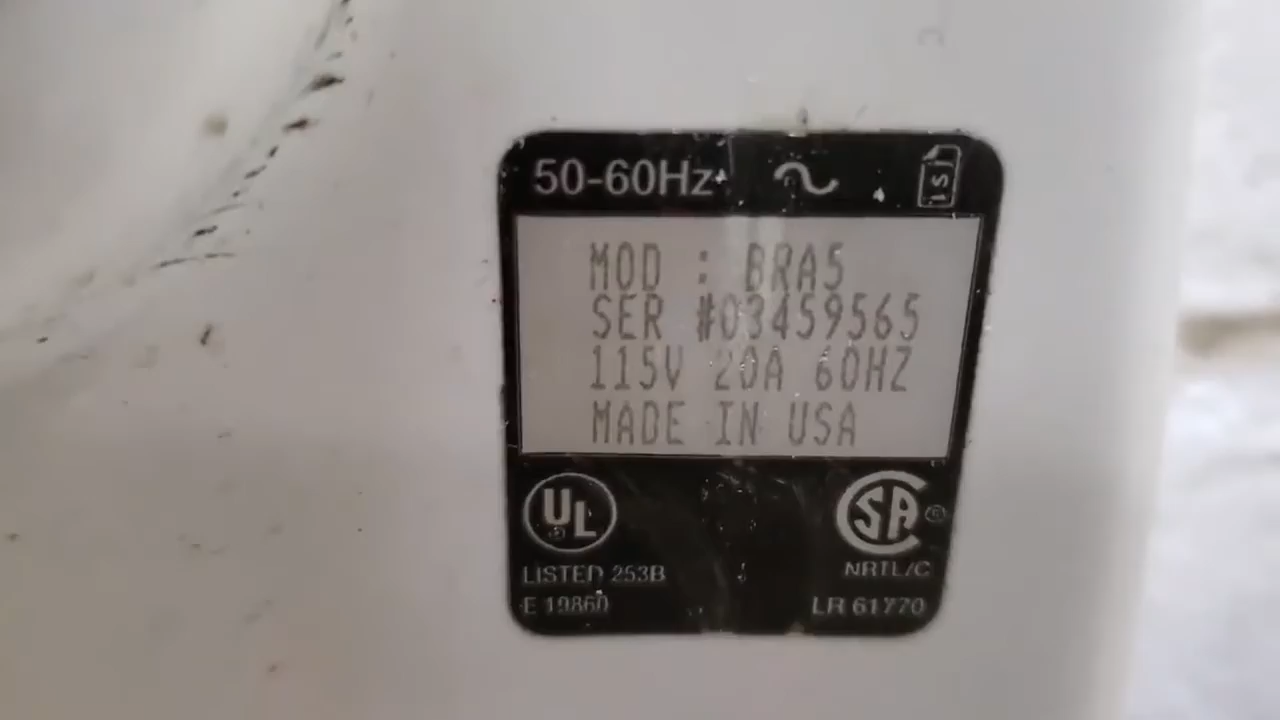 50-60Hz
MOD : BRA5
SER #03459565
115V 20A 60HZ
MADE IN USA
UL
SA
LISTED 253B
NRTL/C
E 19860
LR 61770